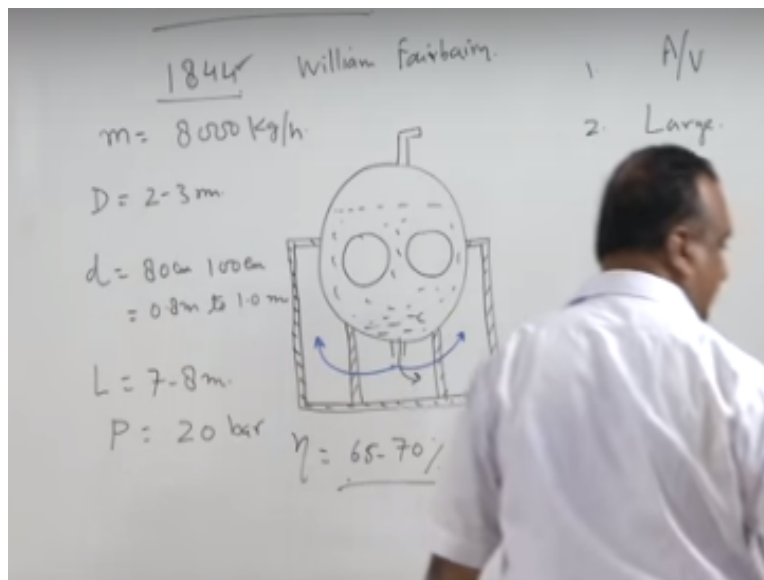 1844 William Fairbairn.
1. A/V
m= 8000 Kg/h.
2. Large.
D= 2-3 m.
d= 80cm 100cm
= 0.8m to 1.0 m
L= 7-8 m.
P= 20 bar
η= 65-70%